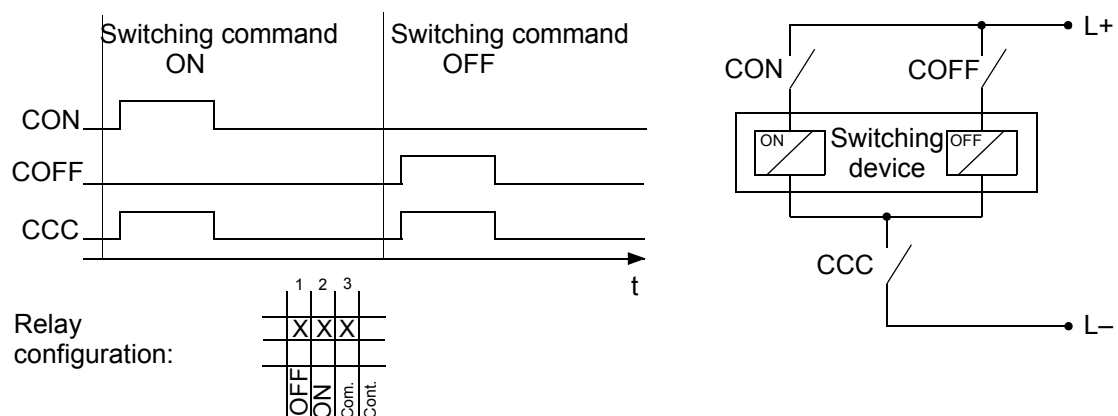 Switching command
ON
Switching command
OFF
CON
COFF
CCC
t
Relay
configuration:
1 2 3
X X X
OFF
ON
Com.
Cont.
L+
CON
COFF
ON
Switching
device
OFF
CCC
L–